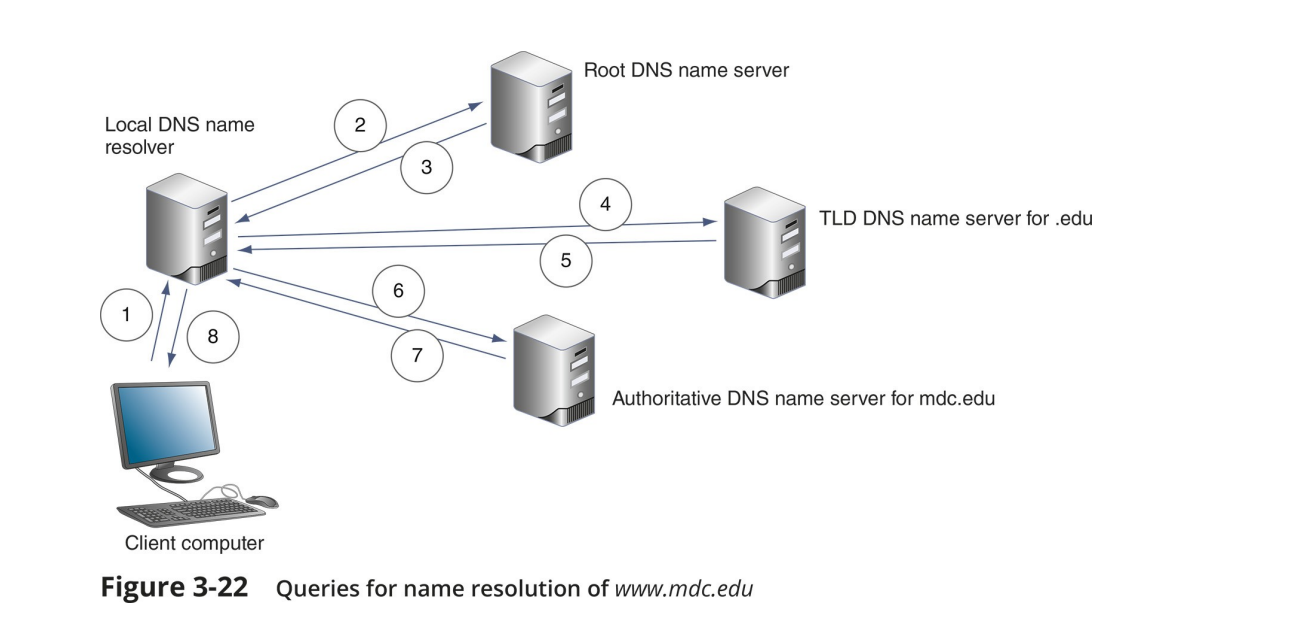 Root DNS name server
Local DNS name
resolver
2
3
4
TLD DNS name server for .edu
5
6
1
8
7
Authoritative DNS name server for mdc.edu
Client computer
Figure 3-22 Queries for name resolution of www.mdc.edu